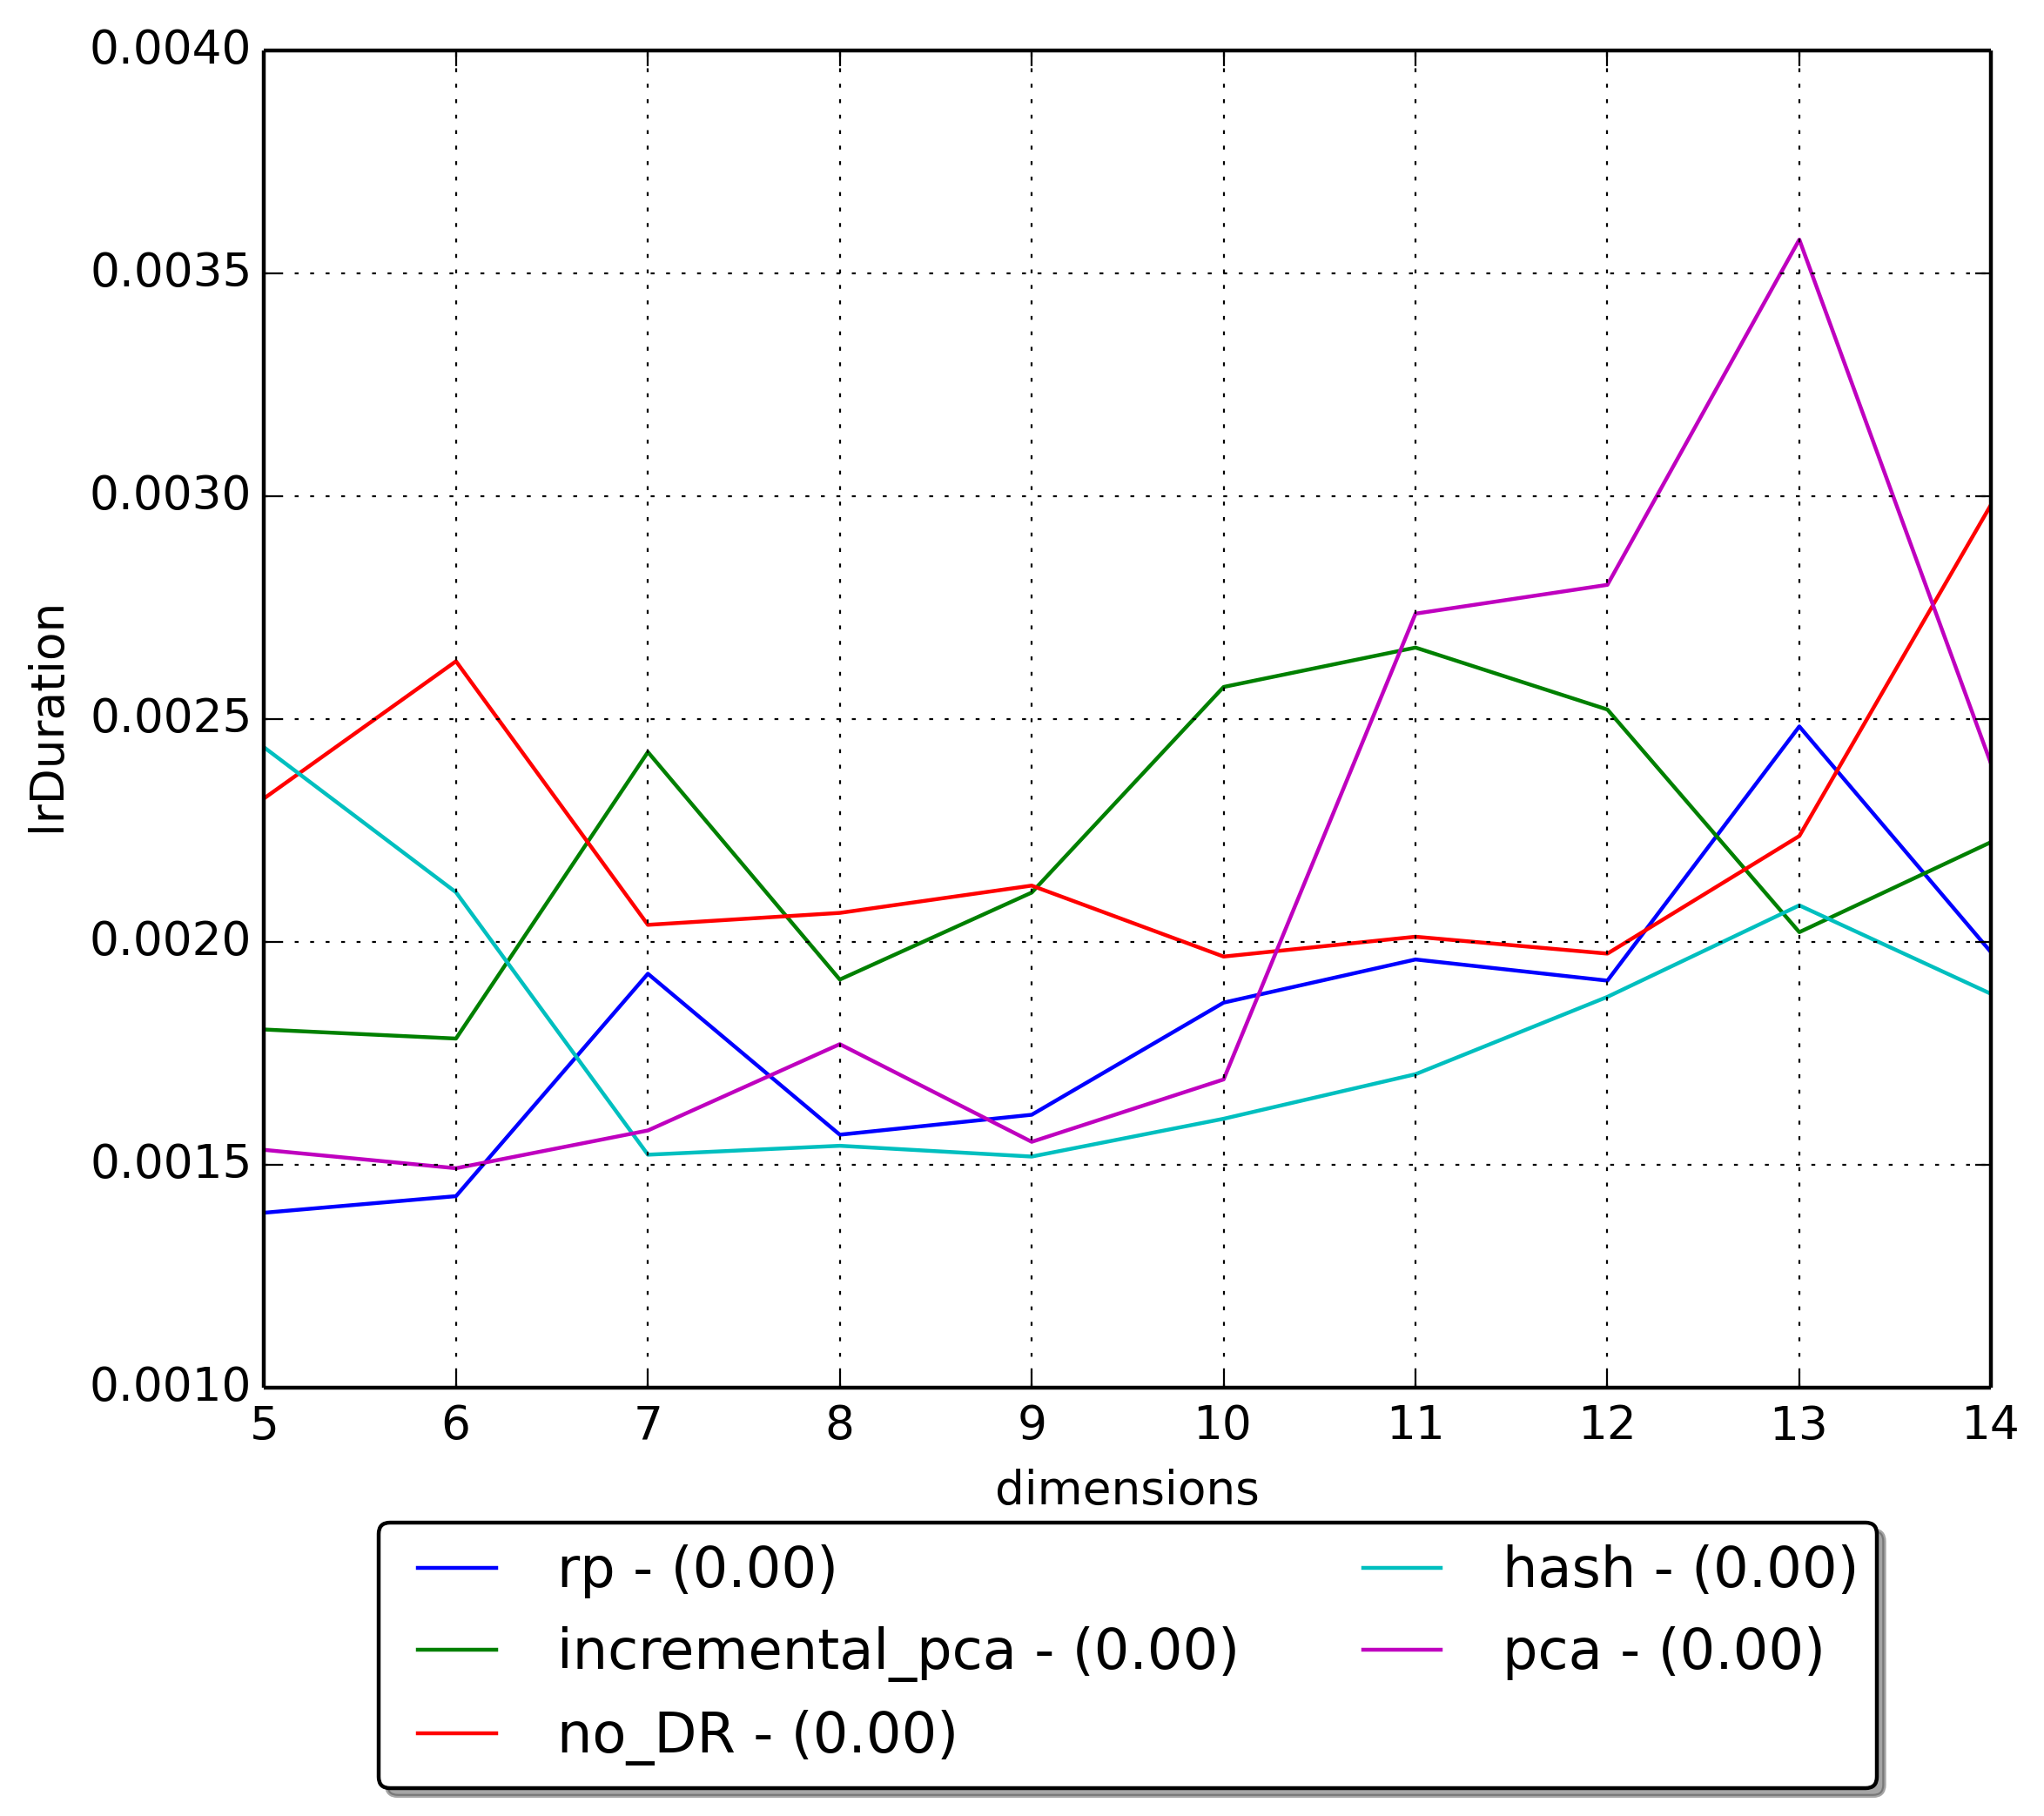 0.0040
0.0035
0.0030
0.0025
0.0020
0.0015
0.0010
lrDuration
5 6 7 8 9 10 11 12 13 14
dimensions
rp - (0.00)
incremental_pca - (0.00)
no_DR - (0.00)
hash - (0.00)
pca - (0.00)